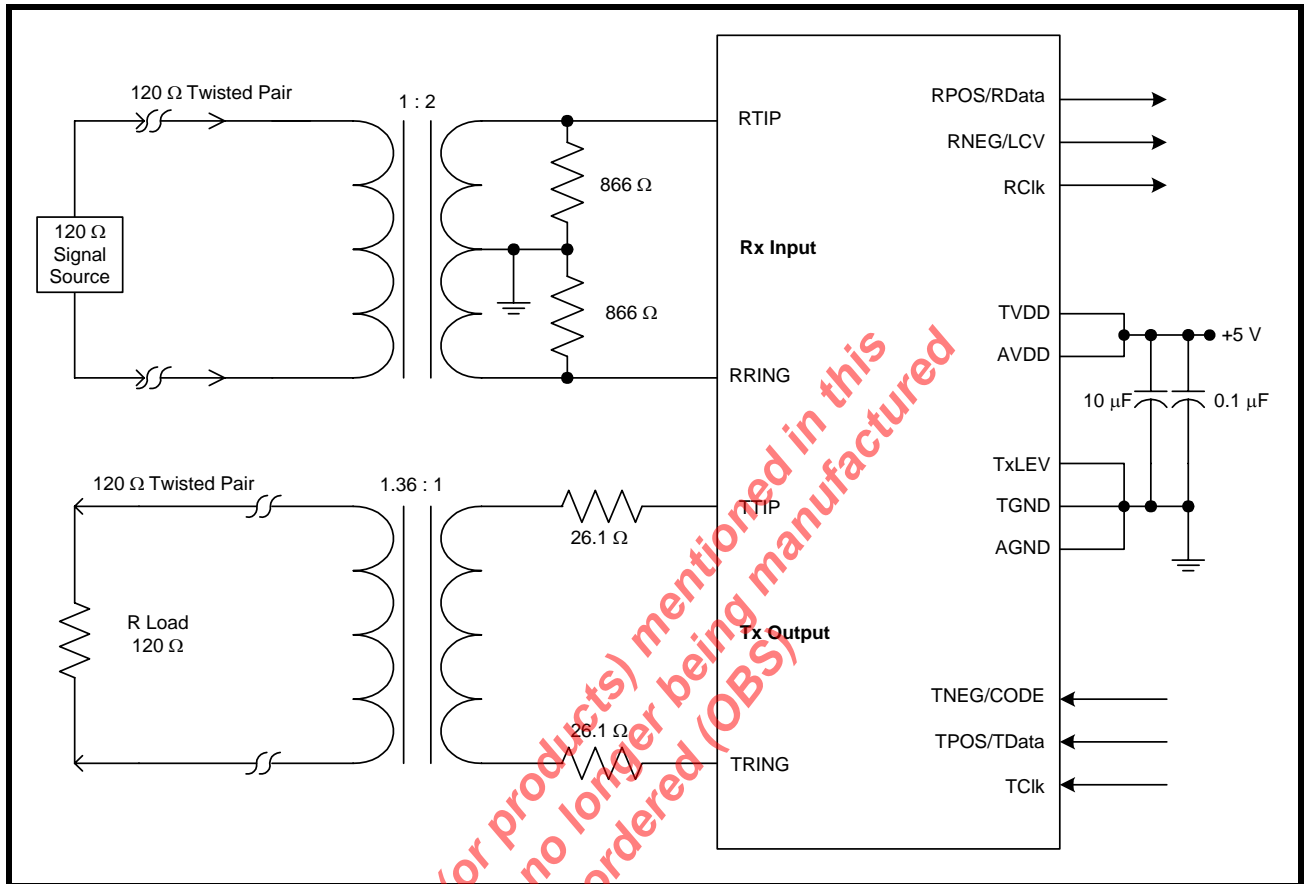 120 Ω Twisted Pair
1 : 2
120 Ω
Signal
Source
866 Ω
866 Ω
RTIP
Rx Input
RRING
RPOS/RData
RNEG/LCV
RClk
TVDD
AVDD
+5 V
10 μF
0.1 μF
TxLEV
TGND
AGND
120 Ω Twisted Pair
1.36 : 1
26.1 Ω
TTIP
R Load
120 Ω
Tx Output
26.1 Ω
TRING
TNEG/CODE
TPOS/TData
TClk
(or products) mentioned in this
no longer being manufactured
ordered (OBS)